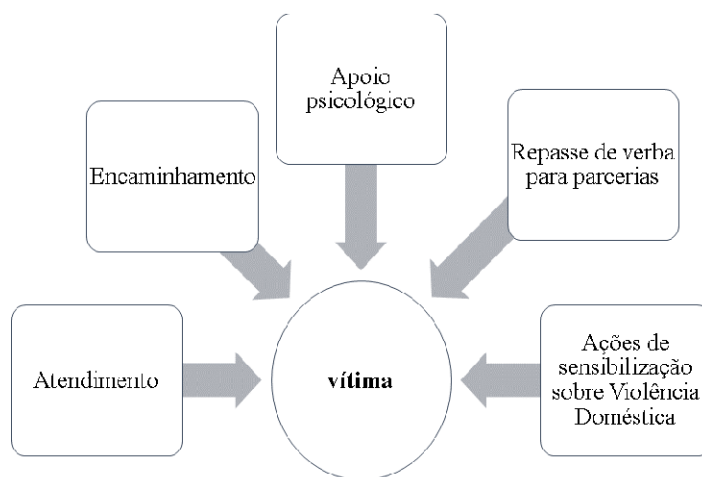 Apoio
psicológico
Encaminhamento
Repasse de verba
para parcerias
Atendimento
vítima
Ações de
sensibilização
sobre Violência
Doméstica